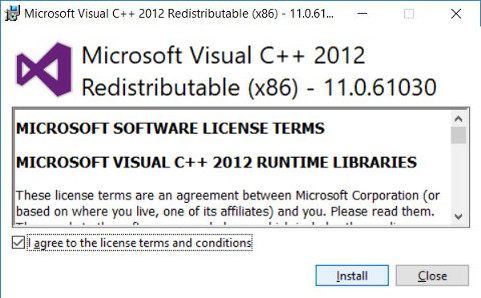 Microsoft Visual C++ 2012 Redistributable (x86) - 11.0.61...
Microsoft Visual C++ 2012
Redistributable (x86) - 11.0.61030
MICROSOFT SOFTWARE LICENSE TERMS
MICROSOFT VISUAL C++ 2012 RUNTIME LIBRARIES
These license terms are an agreement between Microsoft Corporation (or
based on where you live, one of its affiliates) and you. Please read them.
I agree to the license terms and conditions
Install
Close